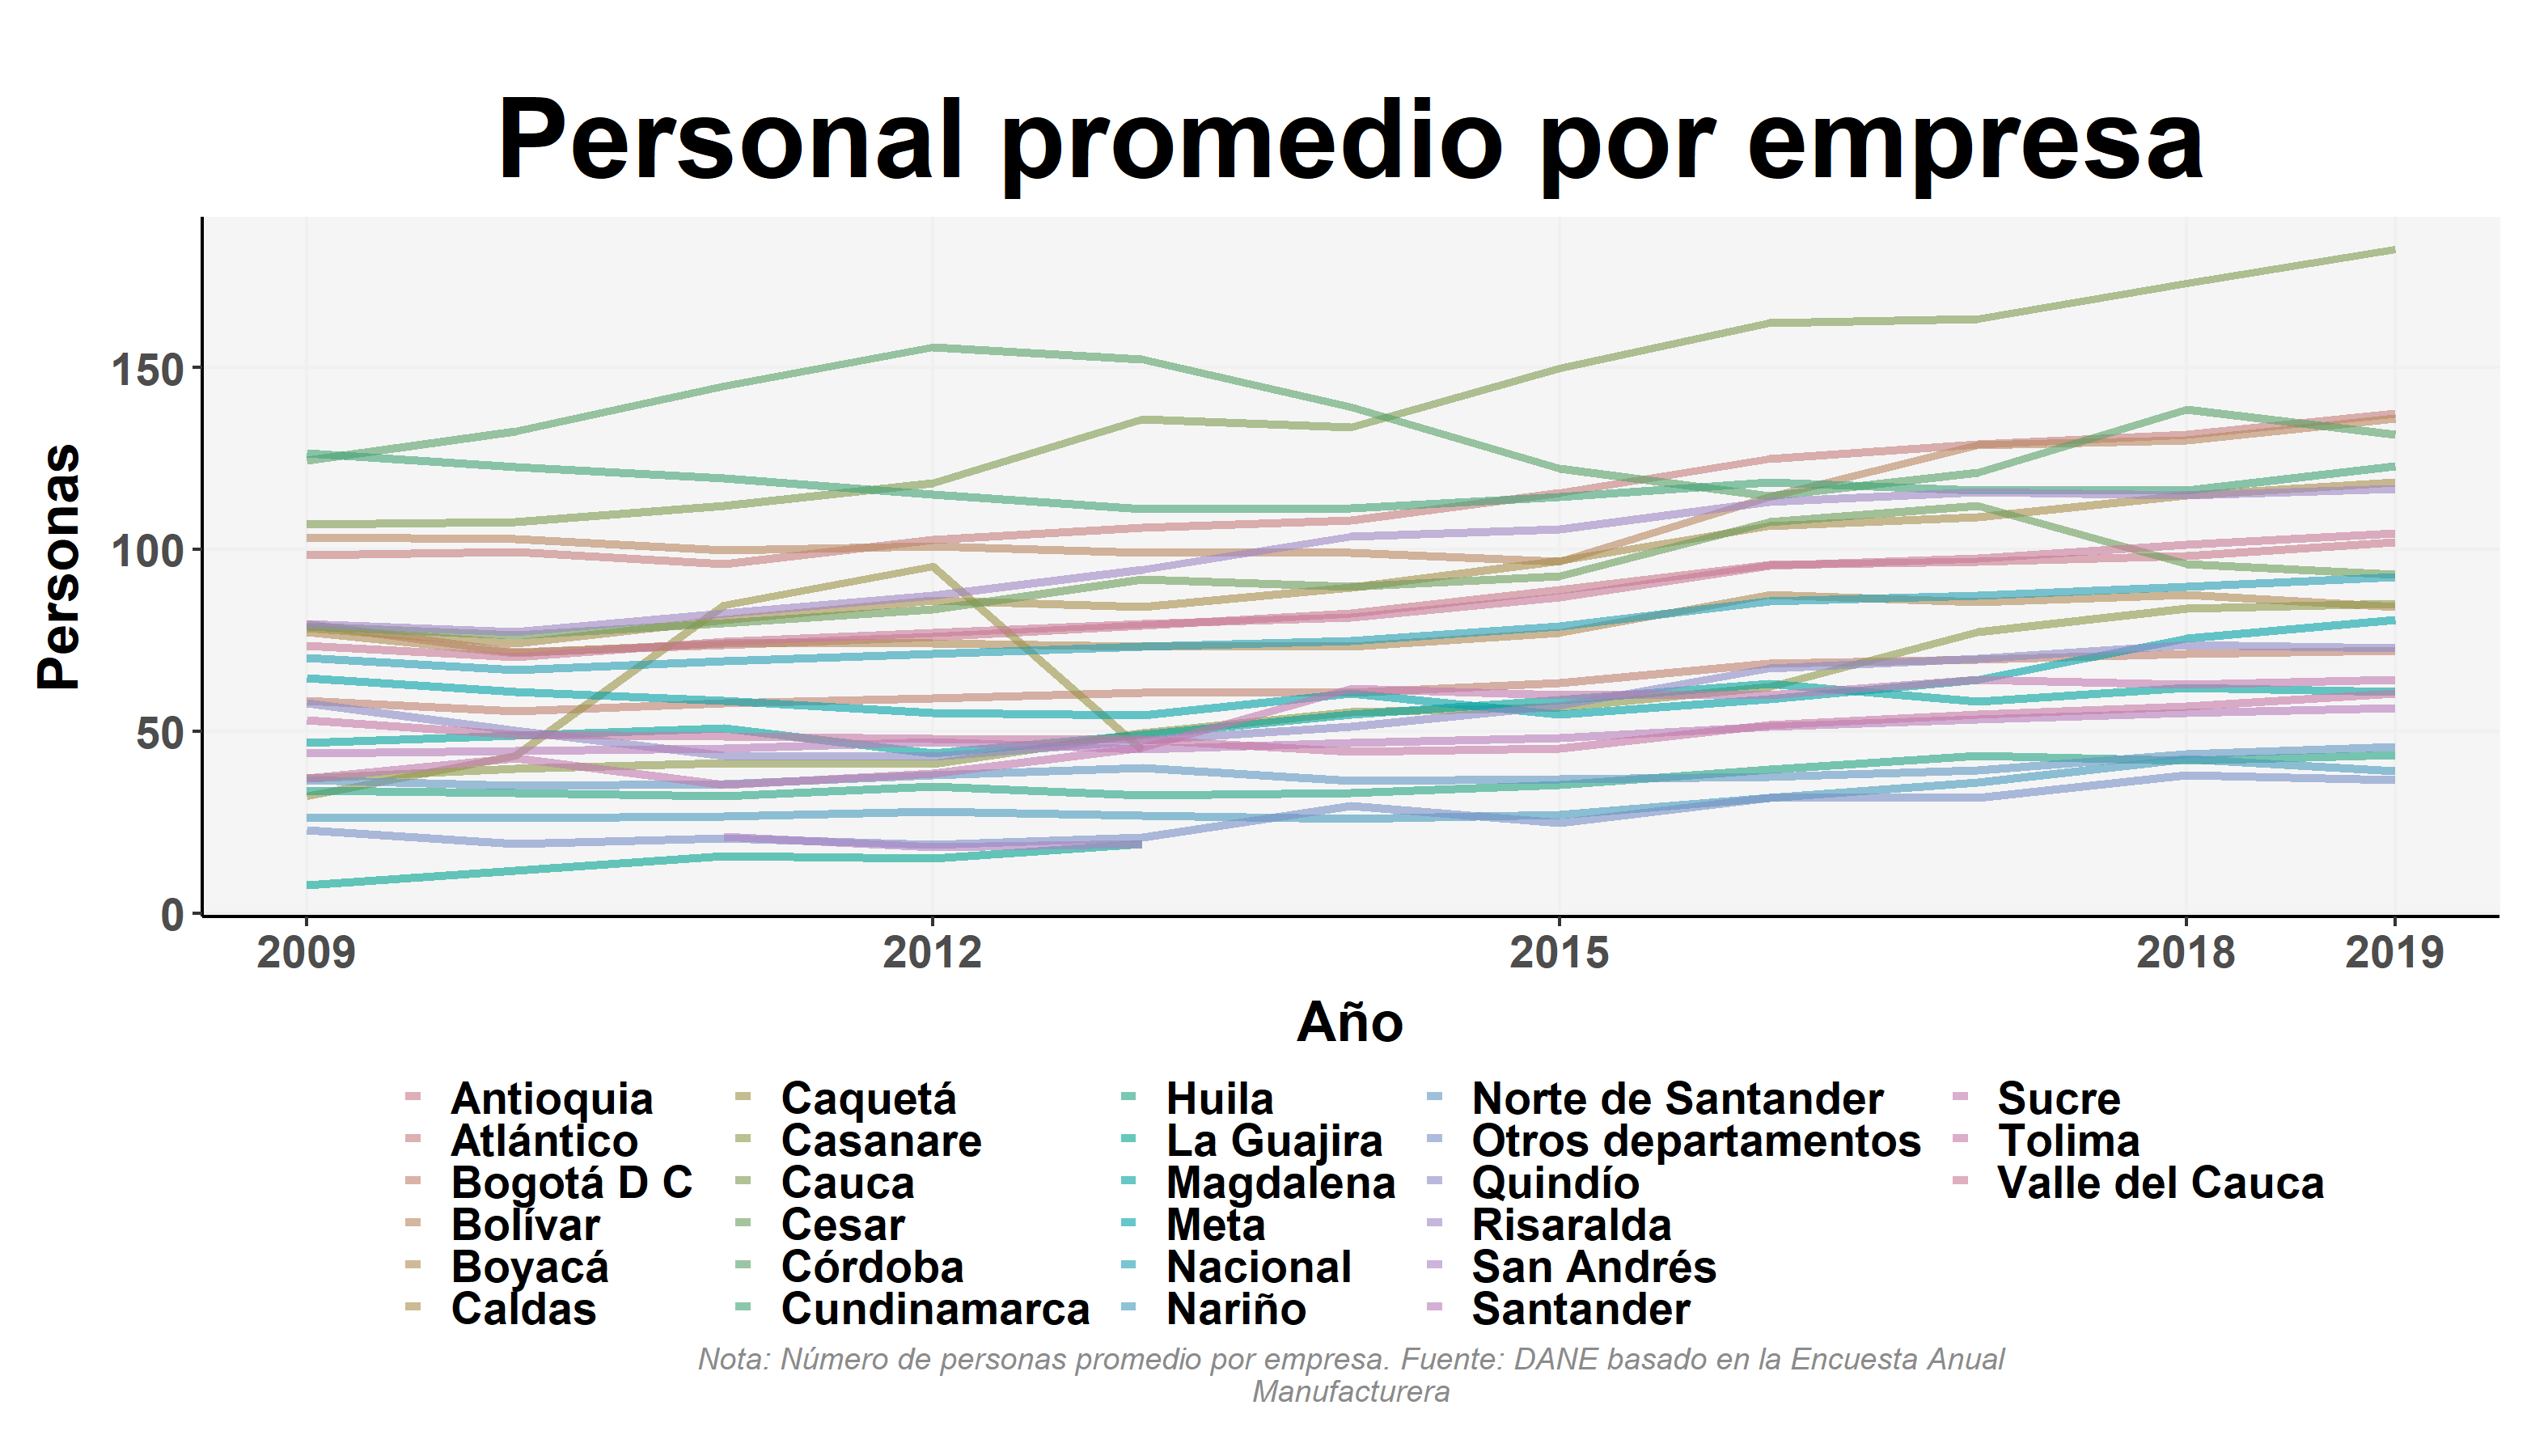 Personal promedio por empresa
Personas
150
100
50
0
2009 2012 2015 2018 2019
Año
Antioquia Caquetá Huila Norte de Santander Sucre
Atlántico Casanare La Guajira Otros departamentos Tolima
Bogotá D C Cauca Magdalena Quindío Valle del Cauca
Bolívar Cesar Meta Risaralda
Boyacá Córdoba Nacional San Andrés
Caldas Cundinamarca Nariño Santander
Nota: Número de personas promedio por empresa. Fuente: DANE basado en la Encuesta Anual
Manufacturera